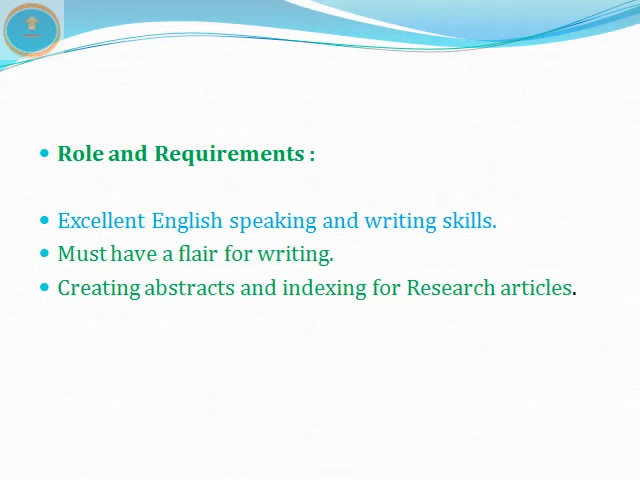 Role and Requirements :
Excellent English speaking and writing skills.
Must have a flair for writing.
Creating abstracts and indexing for Research articles.